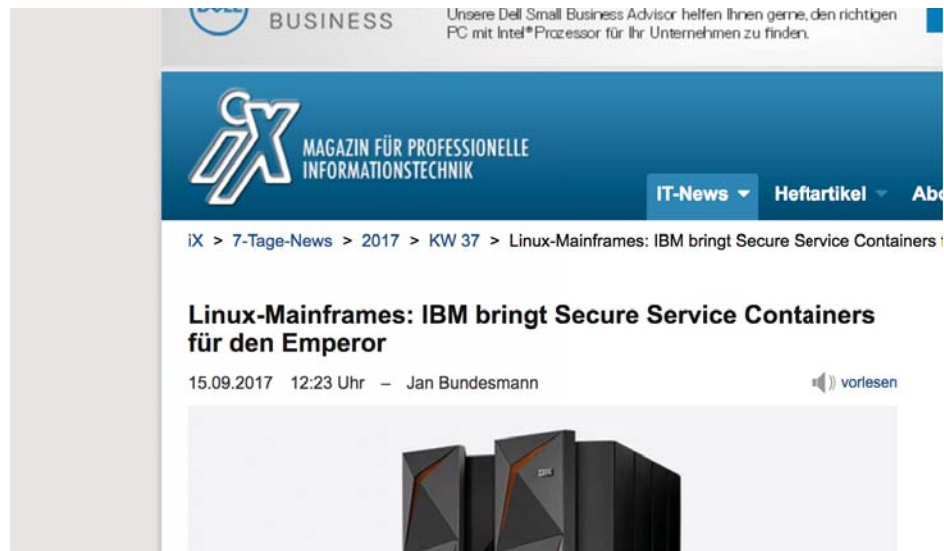 DELL
BUSINESS
Unsere Dell Small Business Advisor helfen Ihnen gerne, den richtigen
PC mit Intel® Prozessor für Ihr Unternehmen zu finden.
iX
MAGAZIN FÜR PROFESSIONELLE
INFORMATIONSTECHNIK
IT-News
Heftartikel
iX > 7-Tage-News > 2017 > KW 37 > Linux-Mainframes: IBM bringt Secure Service Containers
Linux-Mainframes: IBM bringt Secure Service Containers
für den Emperor
15.09.2017 12:23 Uhr – Jan Bundesmann
vorlesen
IBM